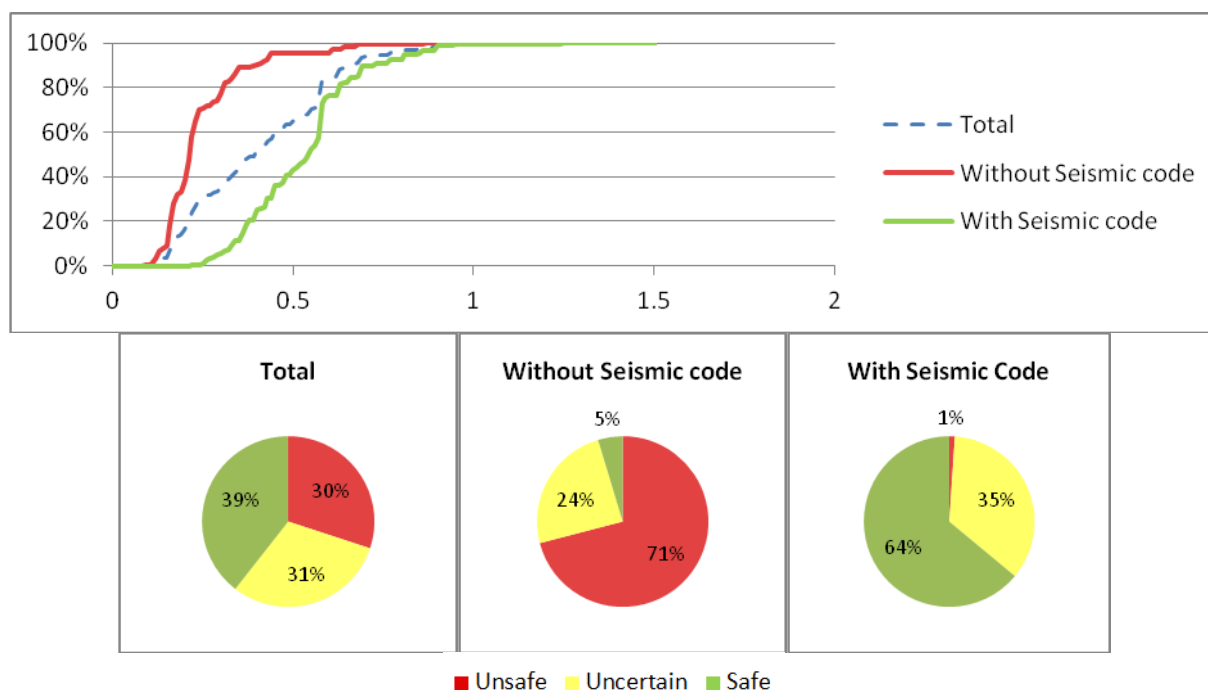 100%
80%
60%
40%
20%
0%
0 0.5 1 1.5 2
Total
Without Seismic code
With Seismic code
Total
39%
30%
31%
Without Seismic code
5%
24%
71%
With Seismic Code
1%
35%
64%
Unsafe Uncertain Safe